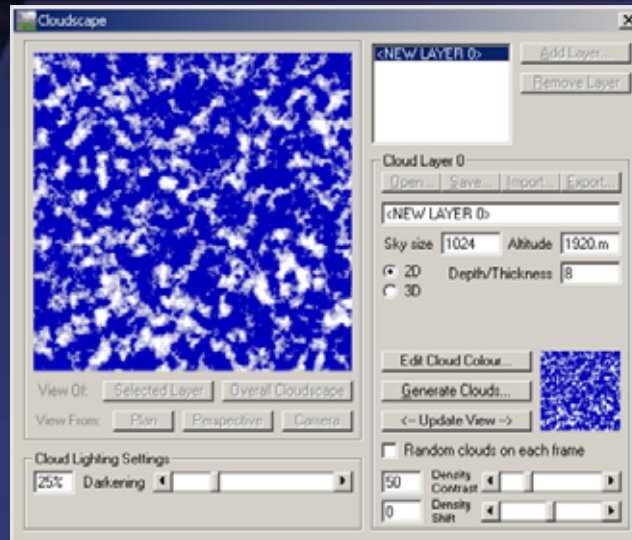 Cloudscape
<NEW LAYER 0>
Add Layer...
Remove Layer
Cloud Layer 0
Open... Save... Import... Export...
<NEW LAYER 0>
Sky size 1024 Altitude 1920.m
2D Depth/Thickness 8
3D
Edit Cloud Colour...
Generate Clouds...
<-- Update View -->
Random clouds on each frame
50 Density Contrast
0 Density Shift
View Of: Selected Layer Overall Cloudscape
View From: Plan Perspective Camera
Cloud Lighting Settings
25% Darkening